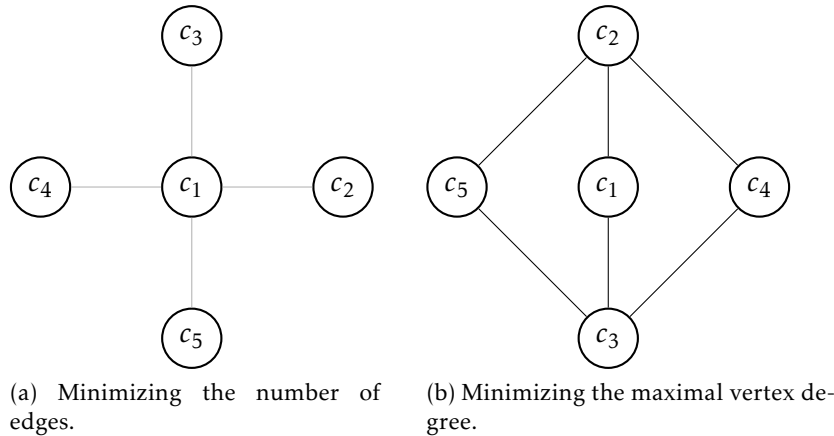 c3
c4
c1
c2
c5
(a) Minimizing the number of
edges.
c2
c5
c1
c4
c3
(b) Minimizing the maximal vertex de-
gree.